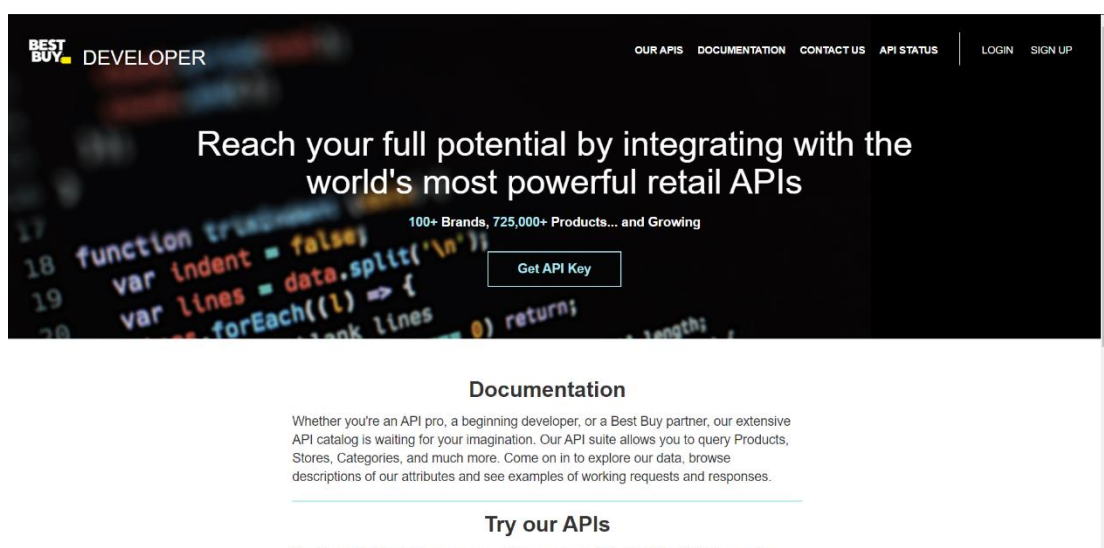 BEST
BUY
DEVELOPER
OUR APIS DOCUMENTATION CONTACT US API STATUS LOGIN SIGN UP
Reach your full potential by integrating with the
world's most powerful retail APIs
100+ Brands, 725,000+ Products... and Growing
Get API Key
17
18 function trimIndent
19 var indent = false;
var lines = data.split('\n');
20 forEach((l) => {
lines
0) return;
length;
Documentation
Whether you're an API pro, a beginning developer, or a Best Buy partner, our extensive
API catalog is waiting for your imagination. Our API suite allows you to query Products,
Stores, Categories, and much more. Come on in to explore our data, browse
descriptions of our attributes and see examples of working requests and responses.
Try our APIs